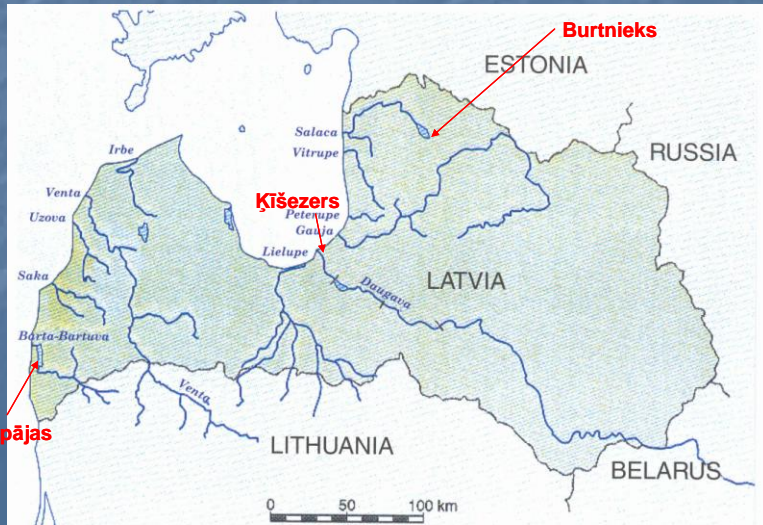 Burtnieks
ESTONIA
Salaca
Irbe
Vitrupe
RUSSIA
Venta
Ķīšezers
Uzova
Peterupe
Gauja
Lielupe
Saka
Daugava
LATVIA
Barta-Bartuva
Venta
pājas
LITHUANIA
BELARUS
0 50 100 km